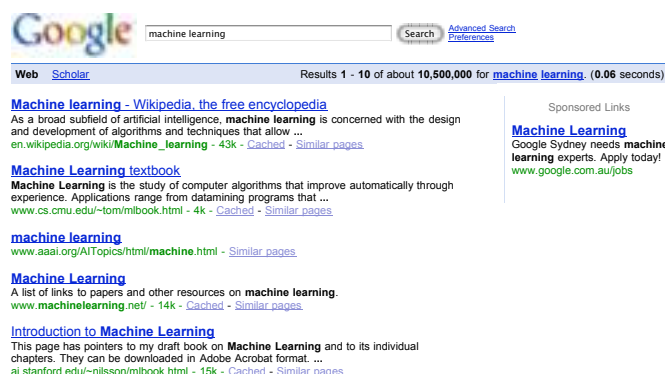 Google
machine learning
Search
Advanced Search
Preferences
Web Scholar Results 1 - 10 of about 10,500,000 for machine learning. (0.06 seconds)
Machine learning - Wikipedia, the free encyclopedia
As a broad subfield of artificial intelligence, machine learning is concerned with the design
and development of algorithms and techniques that allow ...
en.wikipedia.org/wiki/Machine_learning - 43k - Cached - Similar pages
Machine Learning textbook
Machine Learning is the study of computer algorithms that improve automatically through
experience. Applications range from datamining programs that ...
www.cs.cmu.edu/~tom/mlbook.html - 4k - Cached - Similar pages
machine learning
www.aaai.org/AITopics/html/machine.html - Similar pages
Machine Learning
A list of links to papers and other resources on machine learning.
www.machinelearning.net/ - 14k - Cached - Similar pages
Introduction to Machine Learning
This page has pointers to my draft book on Machine Learning and to its individual
chapters. They can be downloaded in Adobe Acrobat format. ...
ai.stanford.edu/~nilsson/mlbook.html - 15k - Cached - Similar pages
Sponsored Links
Machine Learning
Google Sydney needs machine
learning experts. Apply today!
www.google.com.au/jobs